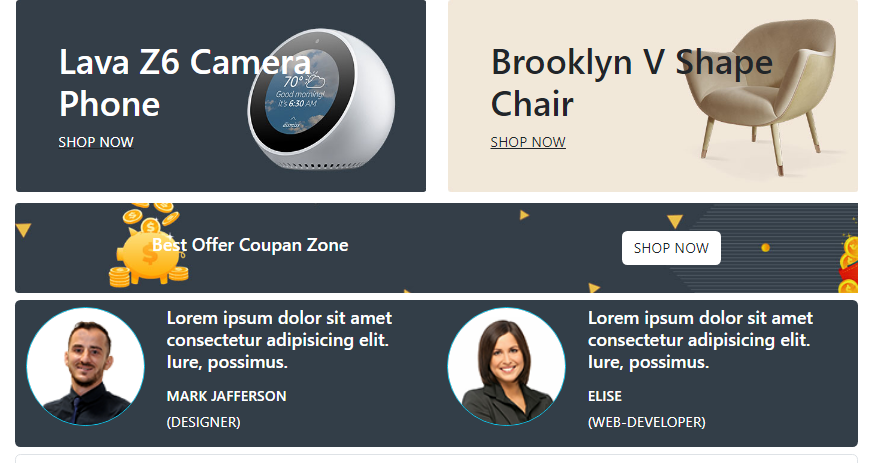 Lava Z6 Camera
Phone
SHOP NOW
70°
Good morning!
It's 6:30 AM
Brooklyn V Shape
Chair
SHOP NOW
Best Offer Coupan Zone
SHOP NOW
Lorem ipsum dolor sit amet
consectetur adipisicing elit.
Iure, possimus.
MARK JAFFERSON
(DESIGNER)
Lorem ipsum dolor sit amet
consectetur adipisicing elit.
Iure, possimus.
ELISE
(WEB-DEVELOPER)